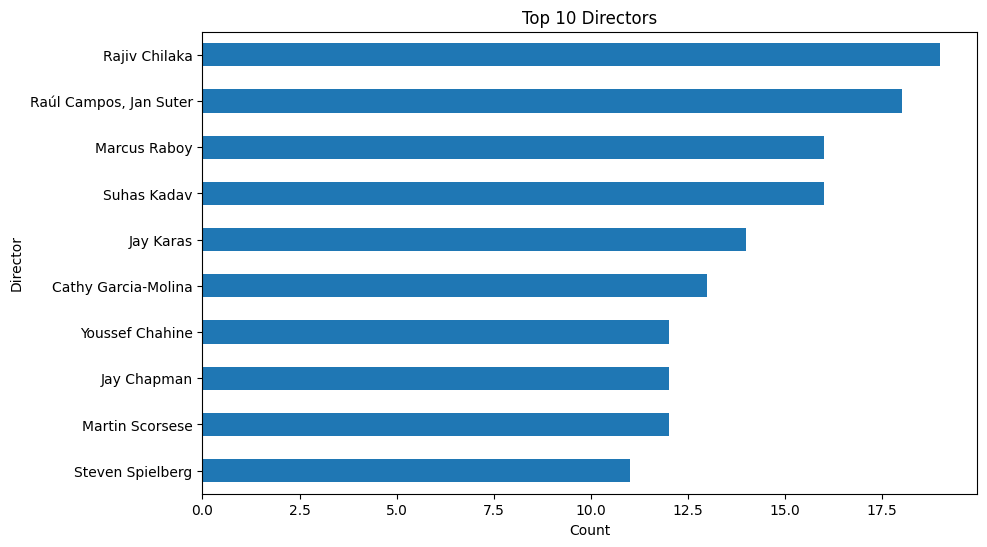 Top 10 Directors
Rajiv Chilaka
Raúl Campos, Jan Suter
Marcus Raboy
Suhas Kadav
Jay Karas
Cathy Garcia-Molina
Youssef Chahine
Jay Chapman
Martin Scorsese
Steven Spielberg
Director
0.0 2.5 5.0 7.5 10.0 12.5 15.0 17.5
Count